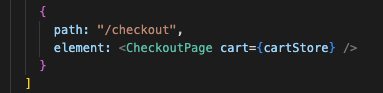 {
path: "/checkout",
element: <CheckoutPage cart={cartStore} />
}
]